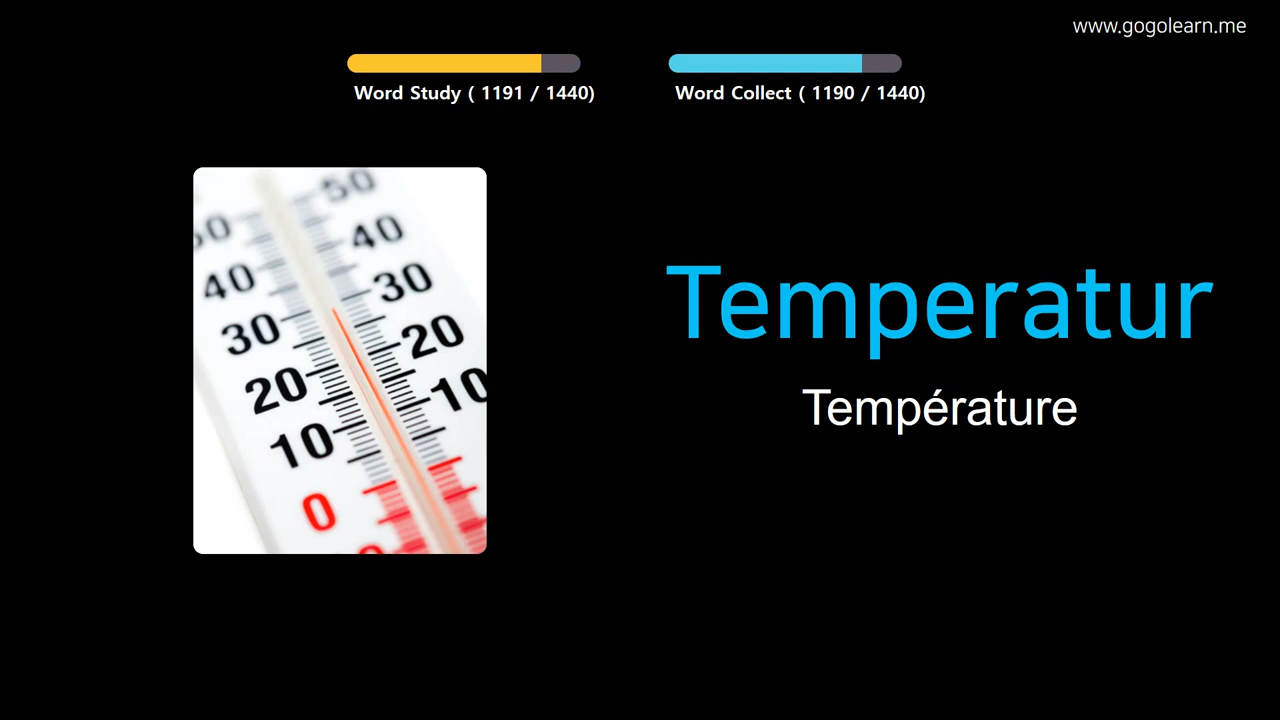 www.gogolearn.me
Word Study ( 1191 / 1440)
Word Collect ( 1190 / 1440)
50
50
40
40
30
30
20
20
10
10
0
Temperatur
Température